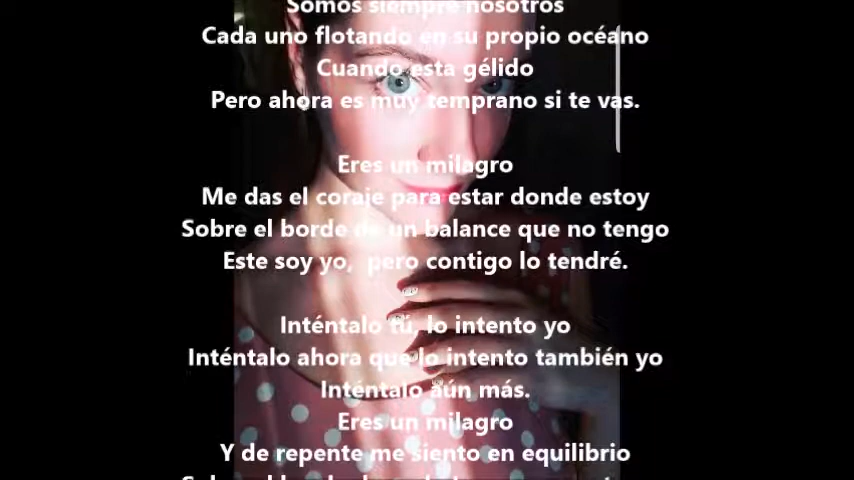 Somos siempre nosotros
Cada uno flotando en su propio océano
Cuando esta gélido
Pero ahora es muy temprano si te vas.
Eres un milagro
Me das el coraje para estar donde estoy
Sobre el borde de un balance que no tengo
Este soy yo, pero contigo lo tendré.
Inténtalo tú, lo intento yo
Inténtalo ahora que lo intento también yo
Inténtalo aún más.
Eres un milagro
Y de repente me siento en equilibrio